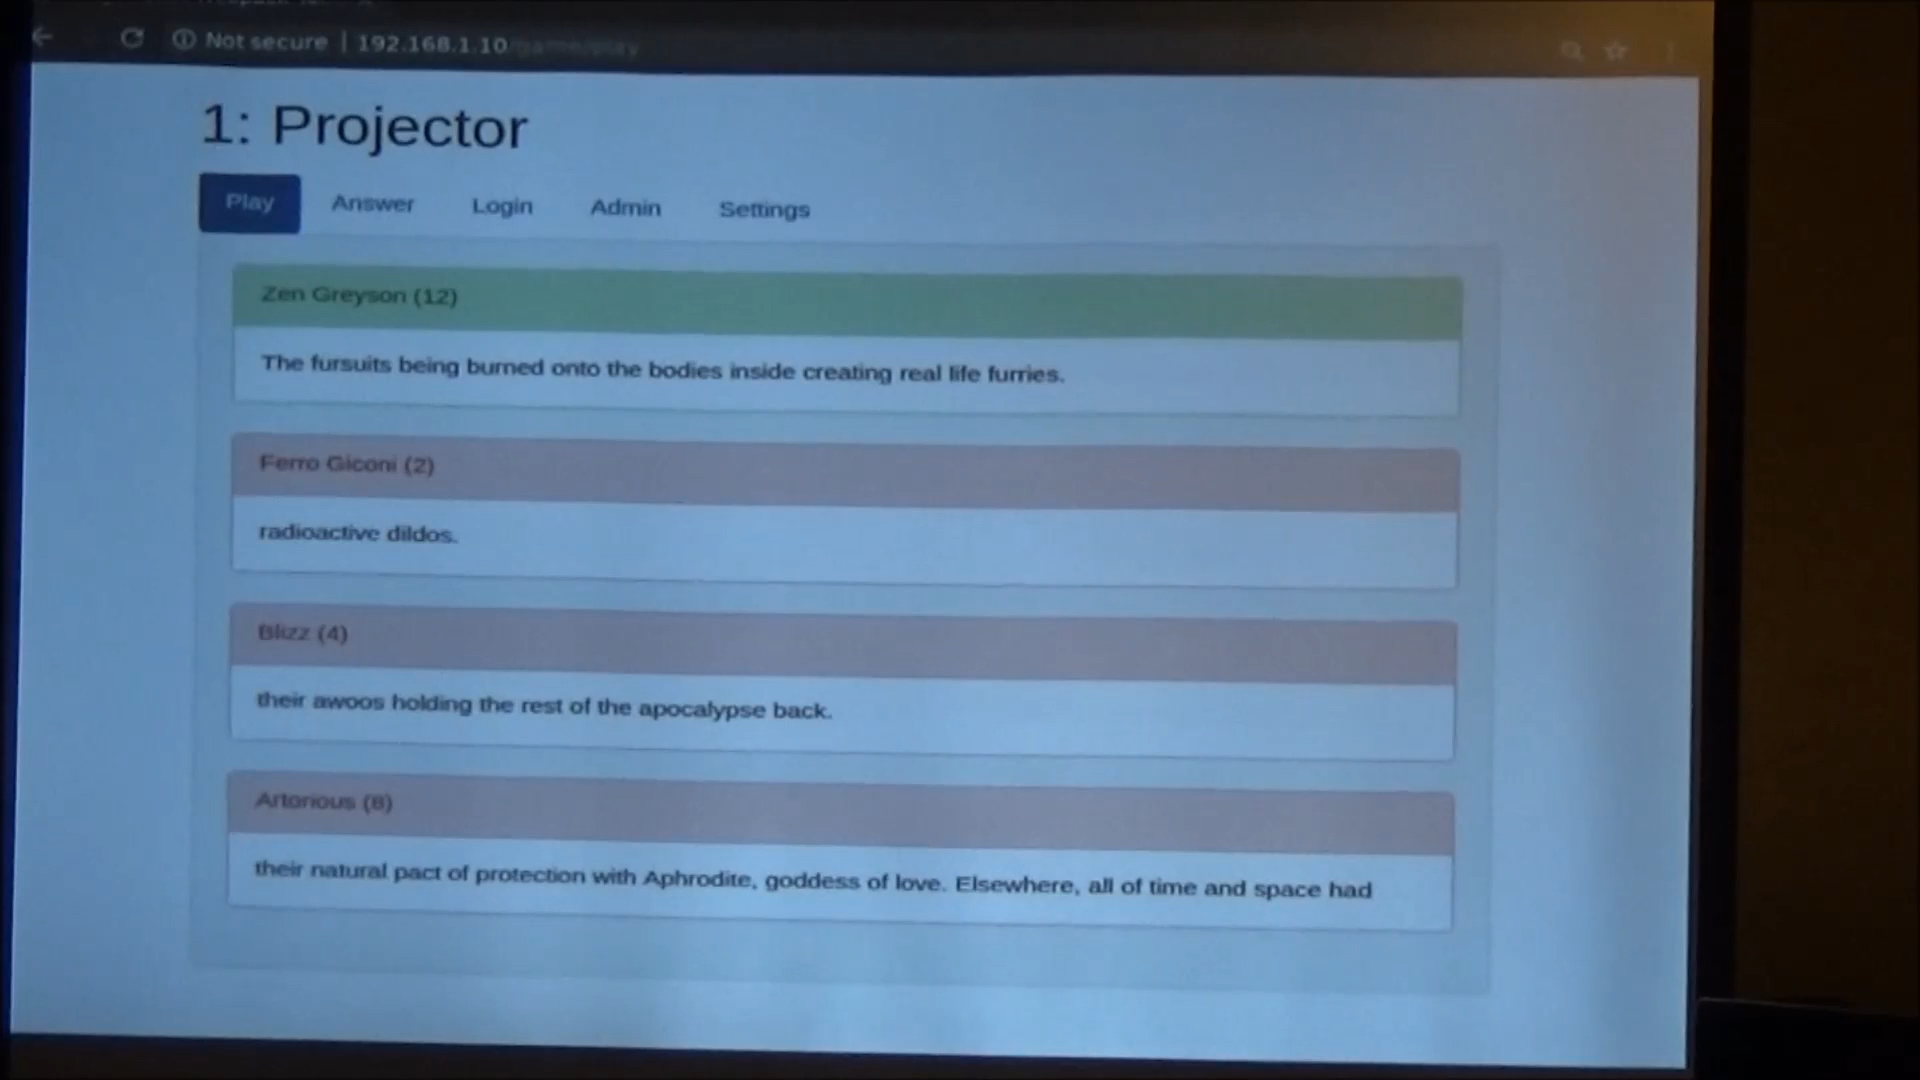 Not secure | 192.168.1.10/game/play
1: Projector
Play Answer Login Admin Settings
Zen Greyson (12)
The fursuits being burned onto the bodies inside creating real life furries.
Ferro Giconi (2)
radioactive dildos.
Blizz (4)
their awoos holding the rest of the apocalypse back.
Artorious (8)
their natural pact of protection with Aphrodite, goddess of love. Elsewhere, all of time and space had